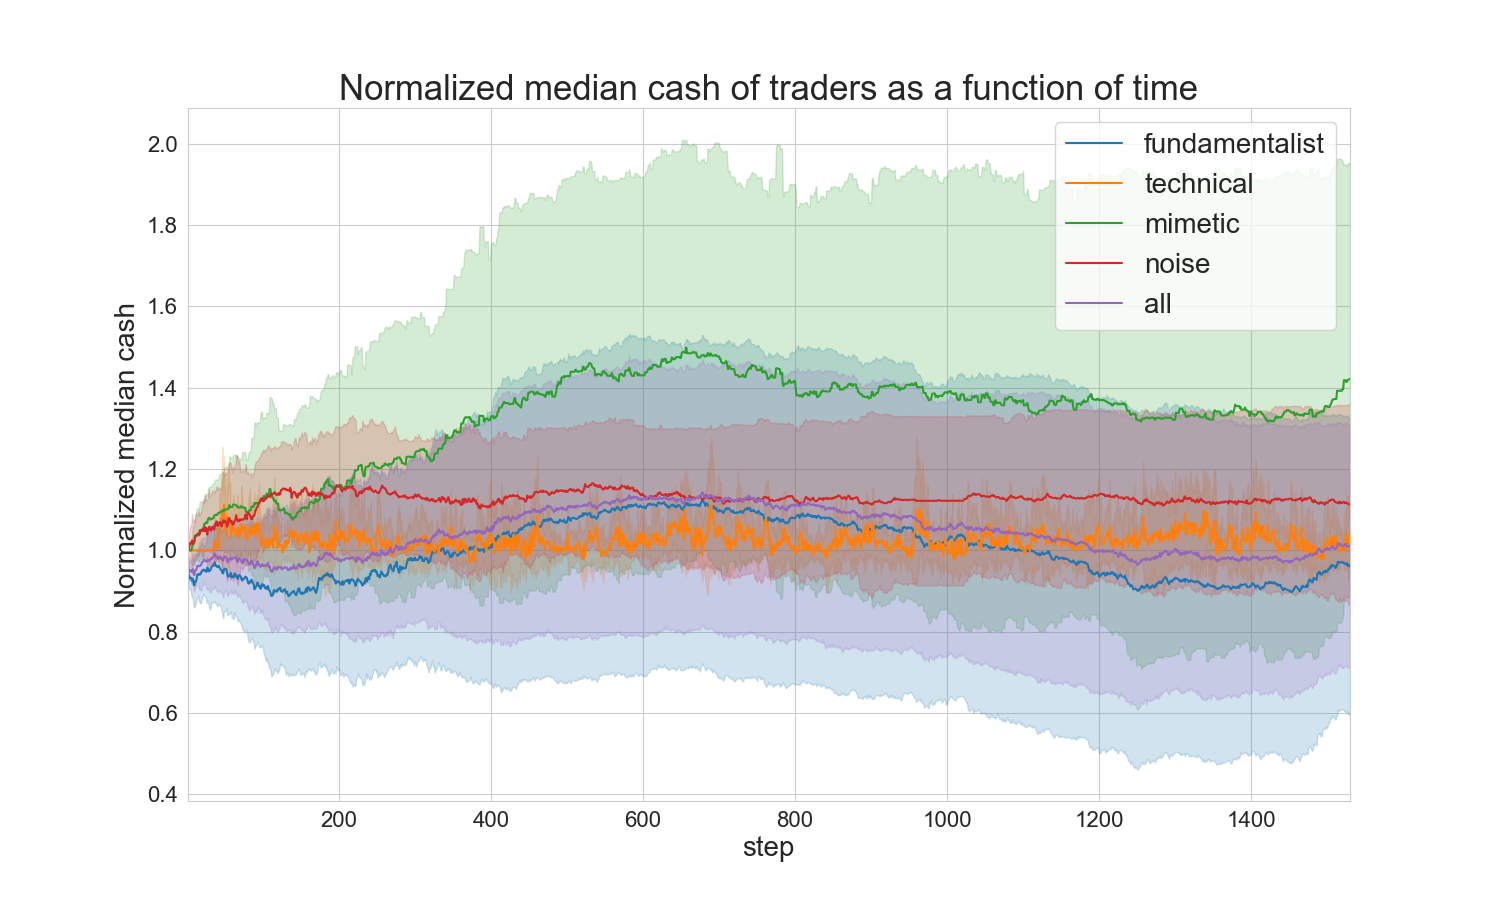 Normalized median cash of traders as a function of time
2.0
1.8
1.6
1.4
1.2
1.0
0.8
0.6
0.4
Normalized median cash
fundamentalist
technical
mimetic
noise
all
200 400 600 800 1000 1200 1400
step